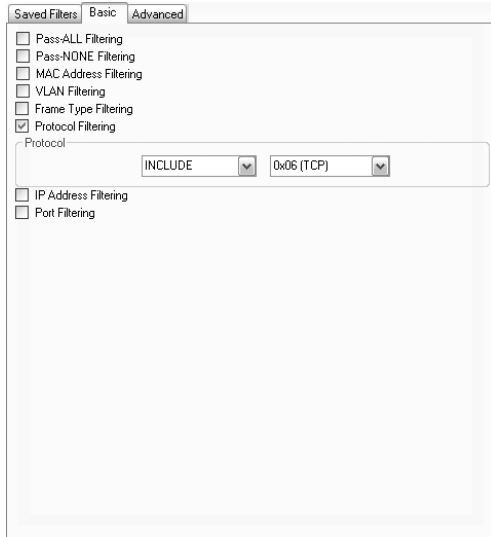 Saved Filters Basic Advanced
Pass-ALL Filtering
Pass-NONE Filtering
MAC Address Filtering
VLAN Filtering
Frame Type Filtering
Protocol Filtering
Protocol
INCLUDE 0x06 (TCP)
IP Address Filtering
Port Filtering